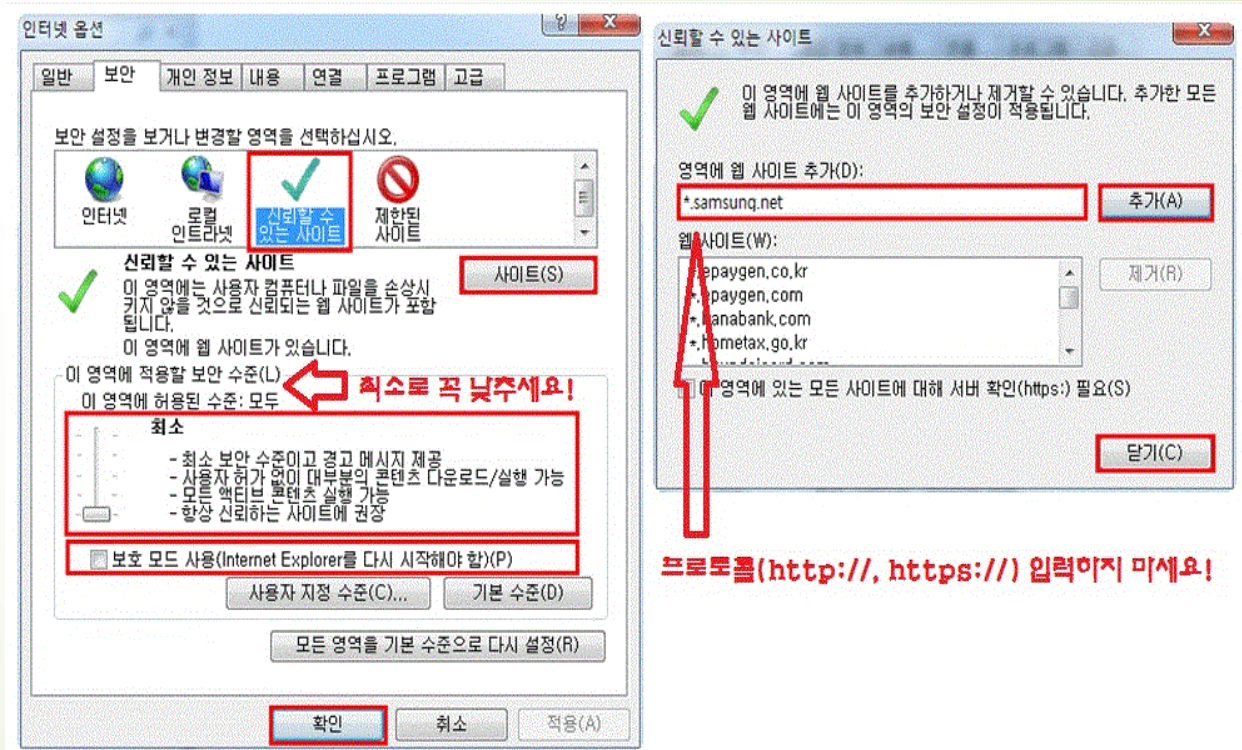 인터넷 옵션
일반 보안 개인 정보 내용 연결 프로그램 고급
보안 설정을 보거나 변경할 영역을 선택하십시오.
인터넷
로컬
인트라넷
신뢰할 수
있는 사이트
제한된
사이트
신뢰할 수 있는 사이트
사이트(S)
이 영역에는 사용자 컴퓨터나 파일을 손상시
키지 않을 것으로 신뢰되는 웹 사이트가 포함
됩니다.
이 영역에 웹 사이트가 있습니다.
이 영역에 적용할 보안 수준(L)
최소로 꼭 낮추세요!
이 영역에 허용된 수준: 모두
최소
- 최소 보안 수준이고 경고 메시지 제공
- 사용자 허가 없이 대부분의 콘텐츠 다운로드/실행 가능
- 모든 액티브 콘텐츠 실행 가능
- 항상 신뢰하는 사이트에 권장
보호 모드 사용(Internet Explorer를 다시 시작해야 함)(P)
사용자 지정 수준(C)... 기본 수준(D)
모든 영역을 기본 수준으로 다시 설정(R)
확인 취소 적용(A)
신뢰할 수 있는 사이트
이 영역에 웹 사이트를 추가하거나 제거할 수 있습니다. 추가한 모든
웹 사이트에는 이 영역의 보안 설정이 적용됩니다.
영역에 웹 사이트 추가(D):
*.samsung.net 추가(A)
웹 사이트(W):
*.epaygen.co.kr 제거(R)
*.epaygen.com
*.hanabank.com
*.hometax.go.kr
이 영역에 있는 모든 사이트에 대해 서버 확인(https:) 필요(S)
닫기(C)
프로토콜(http://, https://) 입력하지 마세요!